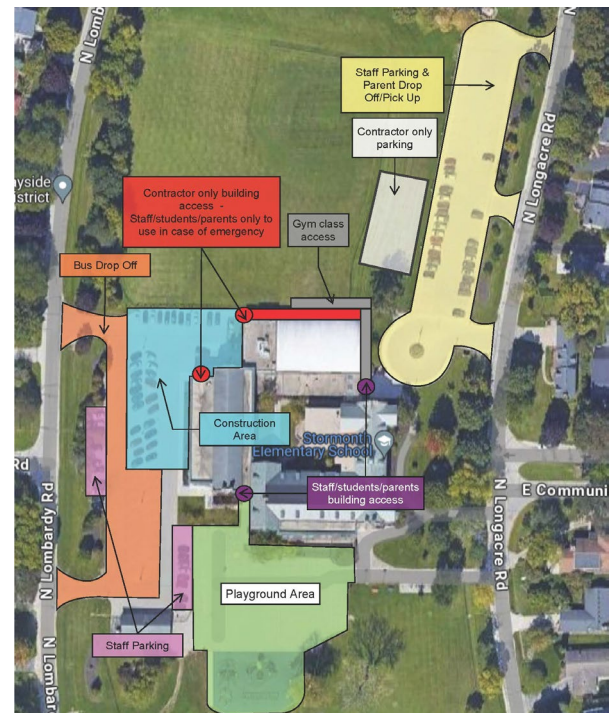 N Lomb
N
Staff Parking &
Parent Drop
Off/Pick Up
Contractor only
parking
N Longacre Rd
yside
istrict
Contractor only building
access -
Staff/students/parents only to
use in case of emergency
Gym class
access
Bus Drop Off
Construction
Area
Stormonth
Elementary School
Rd
Staff/students/parents
building access
E Communi
N Lombardy Rd
N Longacre Rd
Playground Area
Staff Parking
N Lombar